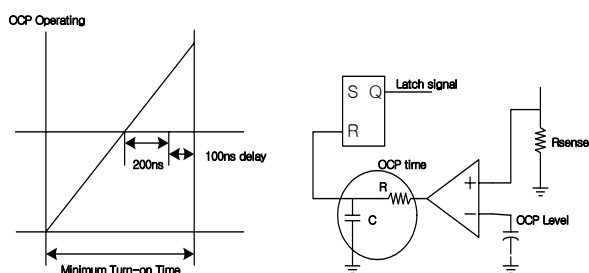 OCP Operating
200ns
100ns delay
Minimum Turn-on Time
S Q
Latch signal
R
OCP time
R
C
+
−
Rsense
OCP Level